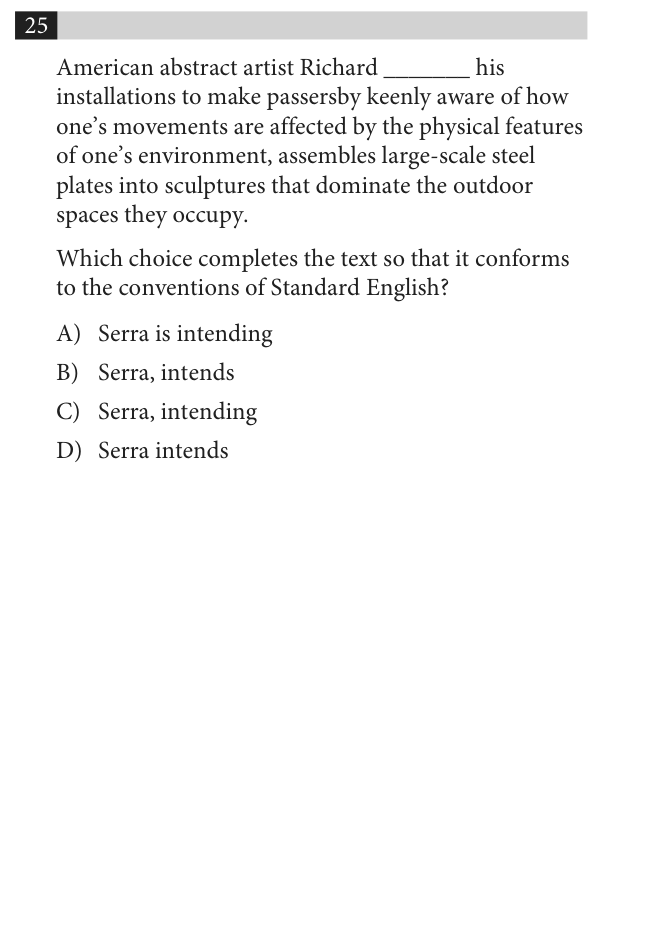 25
American abstract artist Richard _______ his
installations to make passersby keenly aware of how
one’s movements are affected by the physical features
of one’s environment, assembles large-scale steel
plates into sculptures that dominate the outdoor
spaces they occupy.
Which choice completes the text so that it conforms
to the conventions of Standard English?
A) Serra is intending
B) Serra, intends
C) Serra, intending
D) Serra intends